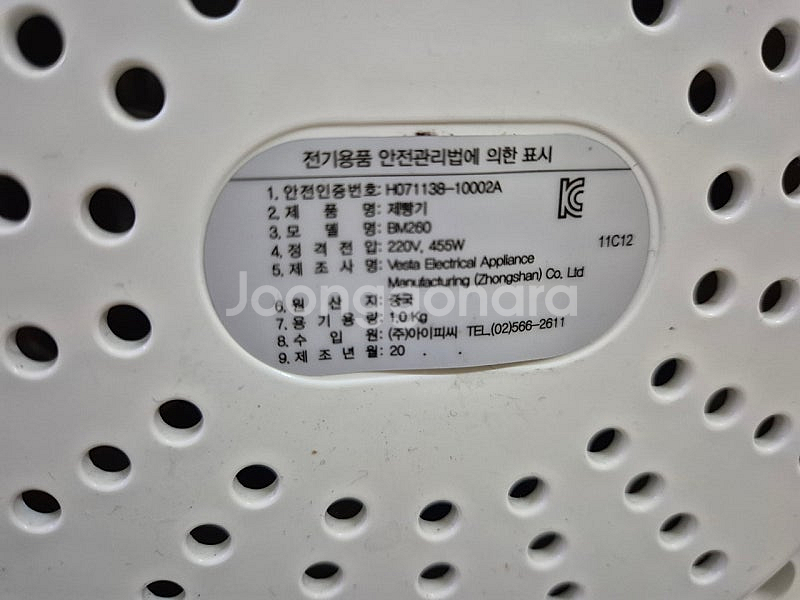 전기용품 안전관리법에 의한 표시
1. 안전인증번호: H071138-10002A
2. 제 품 명: 제빵기
3. 모 델 명: BM260
4. 정 격 전 압: 220V, 455W
5. 제 조 사 명: Vesta Electrical Appliance
Manufacturing (Zhongshan) Co. Ltd
11C12
Joonggonara
6. 원 산 지: 중국
7. 용 기 용 량: 1.0 Kg
8. 수 입 원: (주)아이피씨 TEL.(02)566-2611
9. 제 조 년 월: 20 . .